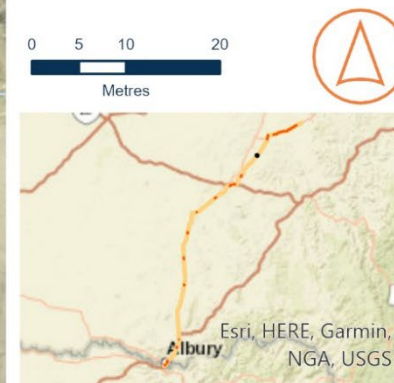 0 5 10 20
Metres
Albury
Esri, HERE, Garmin,
NGA, USGS